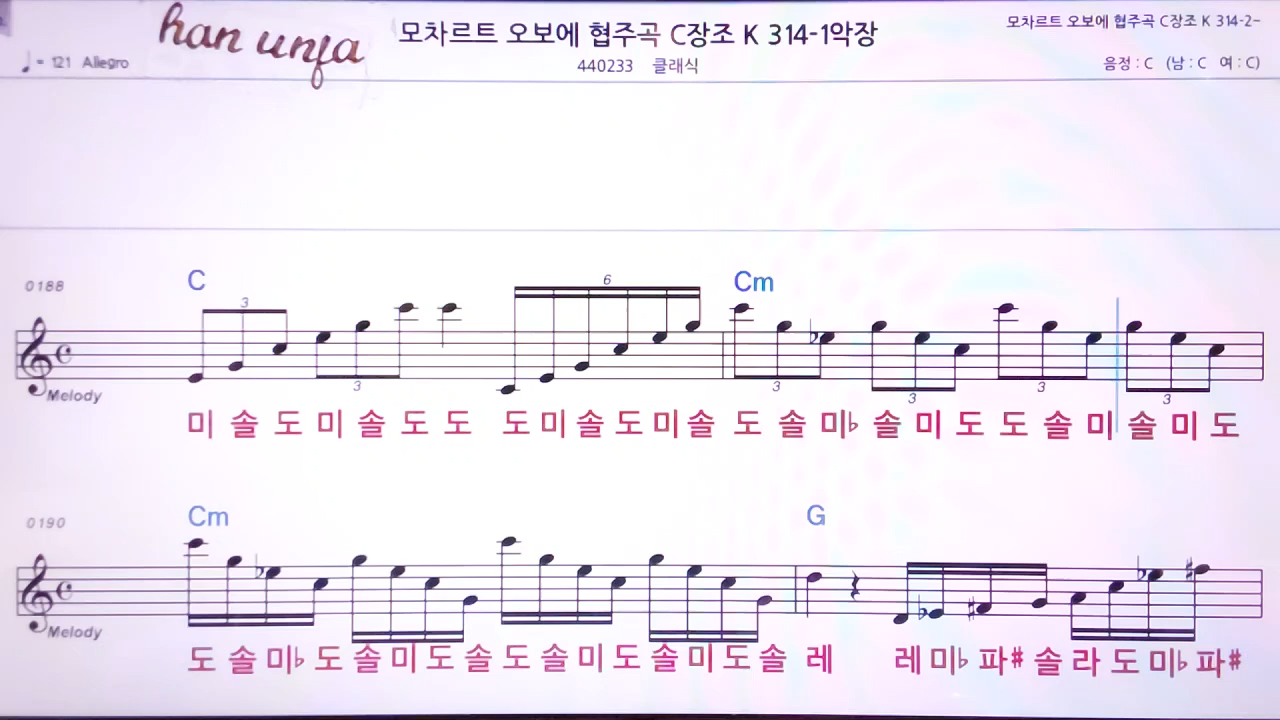 han unfa
모차르트 오보에 협주곡 C장조 K 314-1악장
모차르트 오보에 협주곡 C장조 K 314-2-
♩= 121 Allegro
440233 클래식
음정 : C (남 : C 여 : C)
0188
C
Cm
3
6
3
3
3
3
3
Melody
미 솔 도 미 솔 도 도 도 미 솔 도 미 솔 도 솔 미♭ 솔 미 도 도 솔 미 솔 미 도
0190
Cm
G
Melody
도 솔 미♭ 도 솔 미 도 솔 도 솔 미 도 솔 미 도 솔 레 레 미♭ 파# 솔 라 도 미♭ 파#